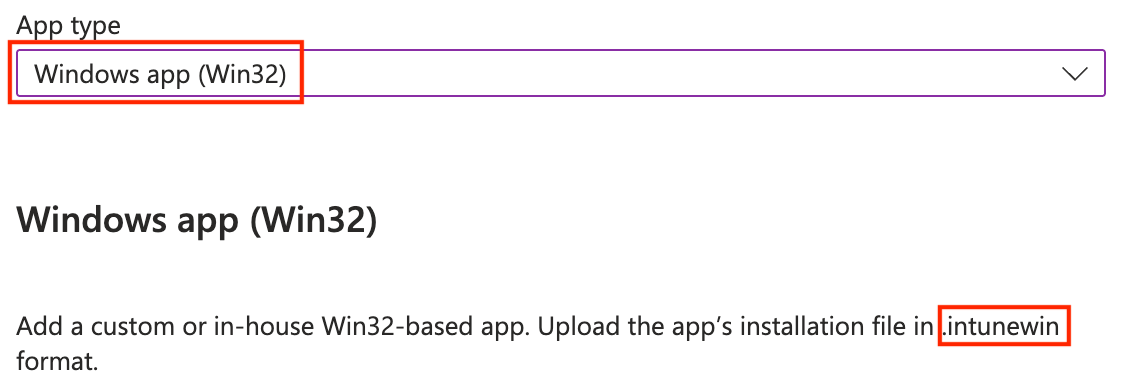 App type
Windows app (Win32)
Windows app (Win32)
Add a custom or in-house Win32-based app. Upload the app’s installation file in .intunewin
format.